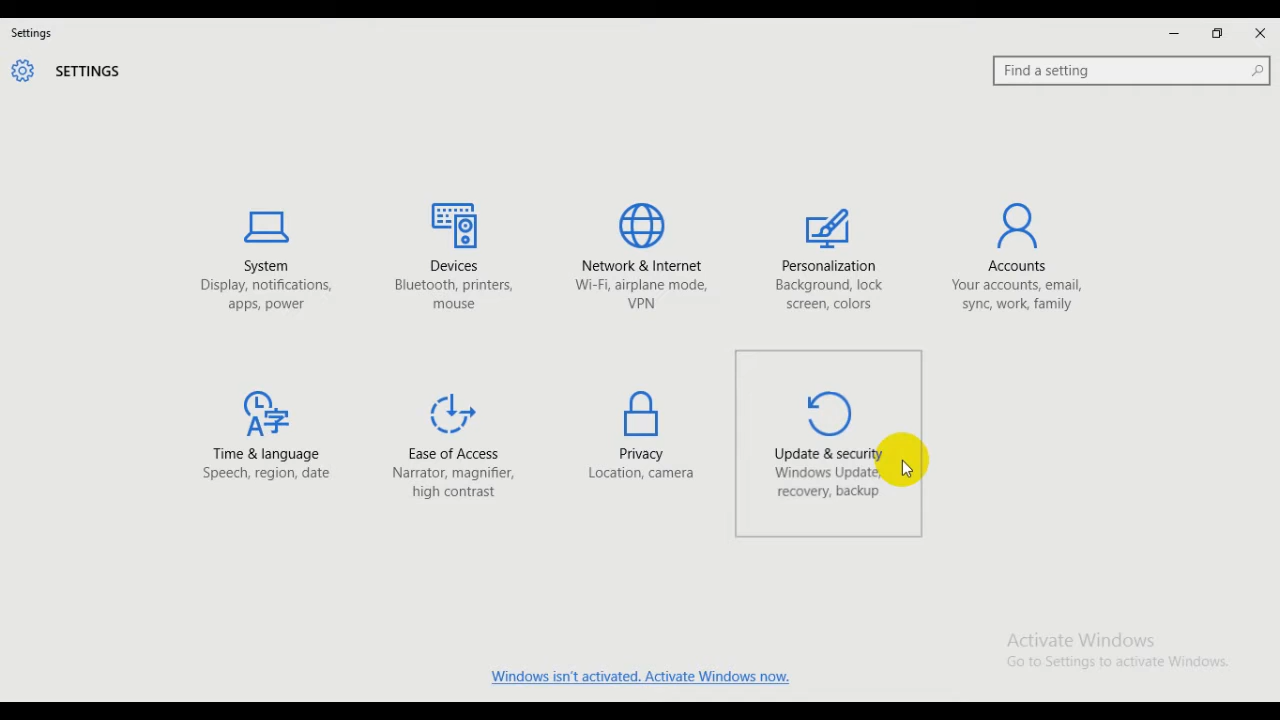 Settings
SETTINGS
Find a setting
System
Display, notifications,
apps, power
Devices
Bluetooth, printers,
mouse
Network & Internet
Wi-Fi, airplane mode,
VPN
Personalization
Background, lock
screen, colors
Accounts
Your accounts, email,
sync, work, family
Time & language
Speech, region, date
Ease of Access
Narrator, magnifier,
high contrast
Privacy
Location, camera
Update & security
Windows Update,
recovery, backup
Activate Windows
Go to Settings to activate Windows.
Windows isn't activated. Activate Windows now.